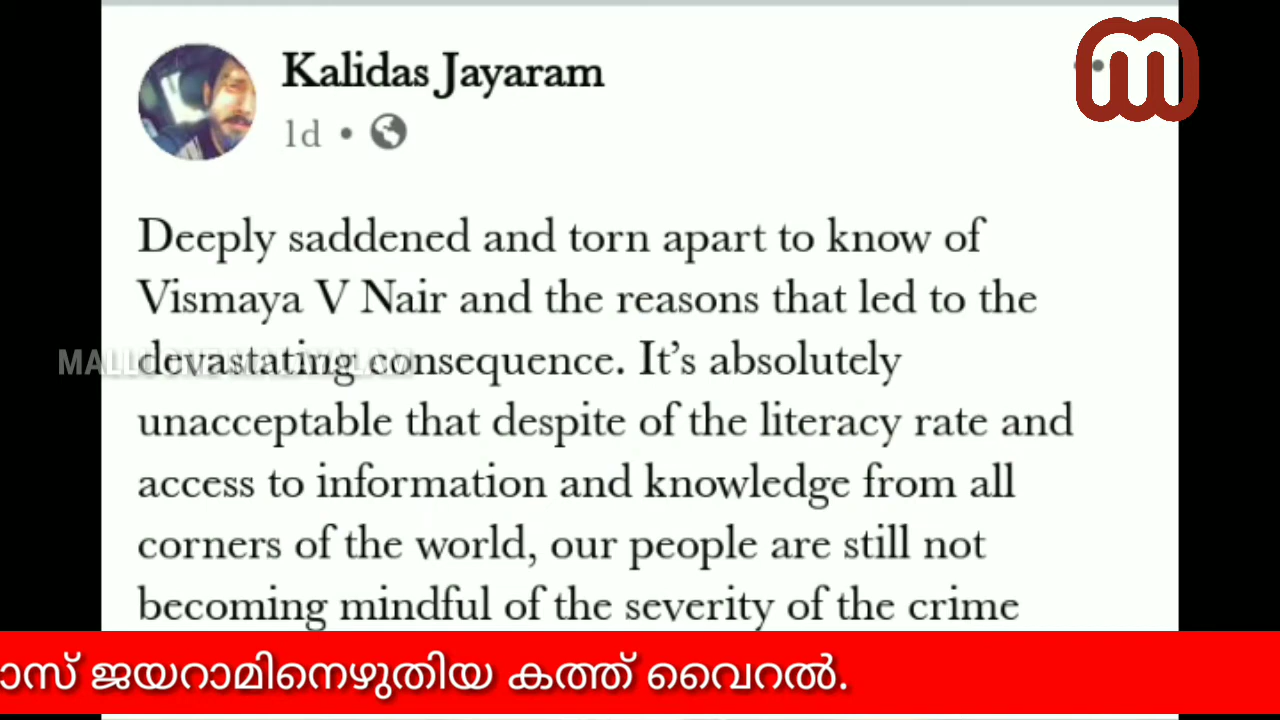 Kalidas Jayaram
1d •
Deeply saddened and torn apart to know of
Vismaya V Nair and the reasons that led to the
devastating consequence. It's absolutely
unacceptable that despite of the literacy rate and
access to information and knowledge from all
corners of the world, our people are still not
becoming mindful of the severity of the crime
ജയറാമിനെഴുതിയ കത്ത് വൈറൽ.